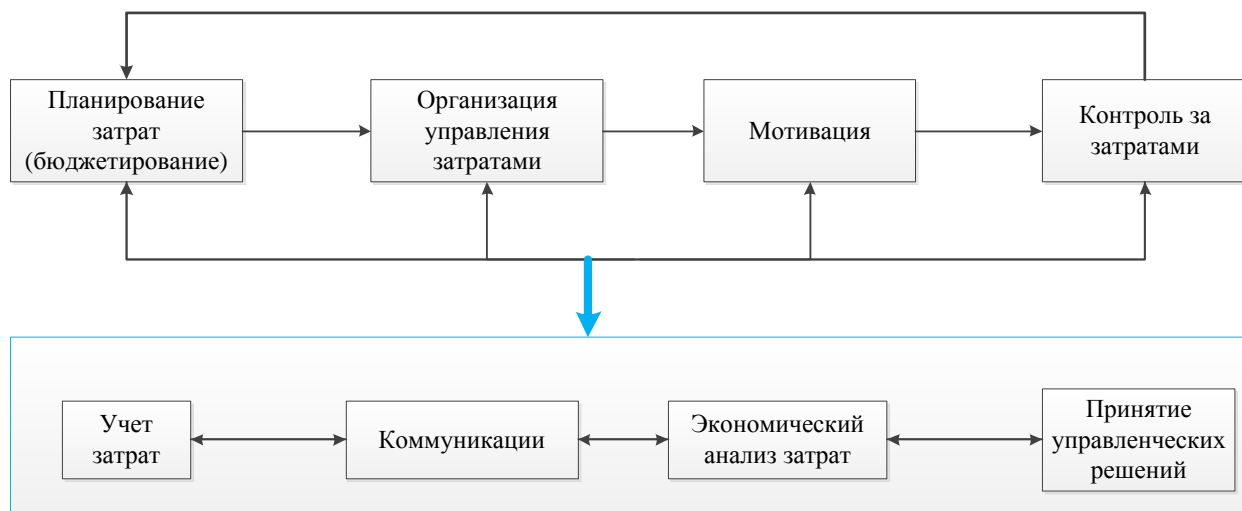 Планирование
затрат
(бюджетирование)
Организация
управления
затратами
Мотивация
Контроль за
затратами
Учет
затрат
Коммуникации
Экономический
анализ затрат
Принятие
управленческих
решений